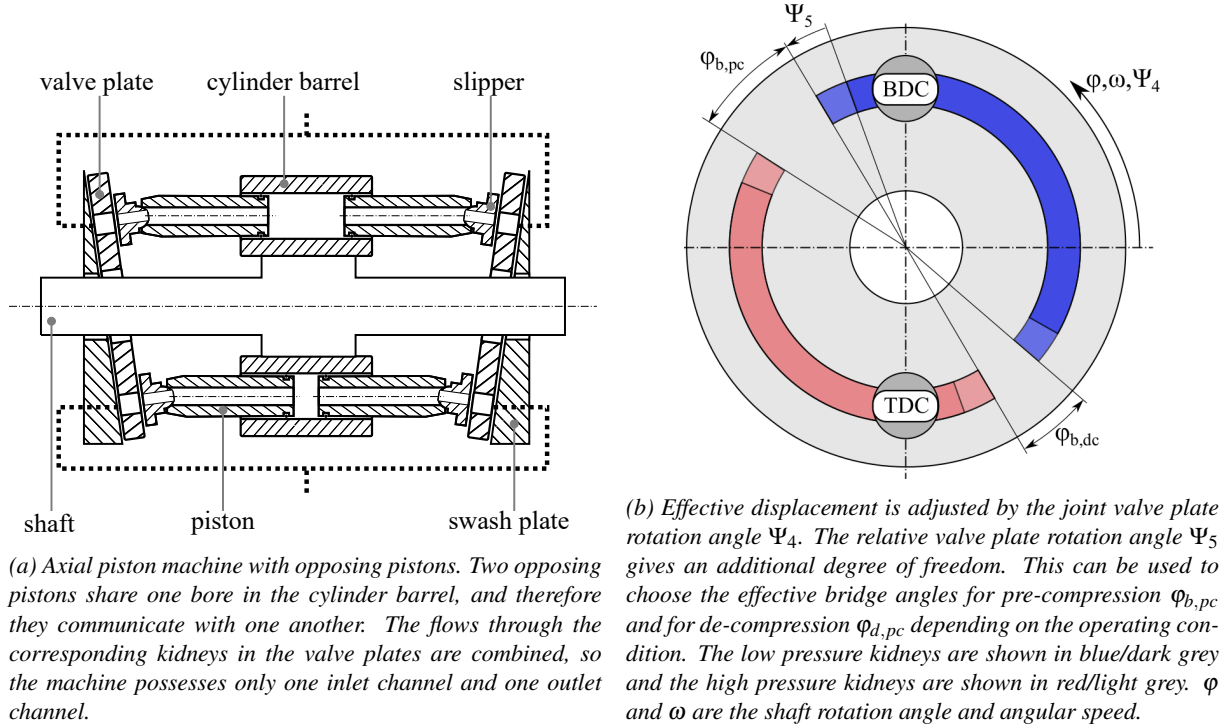 valve plate
cylinder barrel
slipper
shaft
piston
swash plate
(a) Axial piston machine with opposing pistons. Two opposing
pistons share one bore in the cylinder barrel, and therefore
they communicate with one another. The flows through the
corresponding kidneys in the valve plates are combined, so
the machine possesses only one inlet channel and one outlet
channel.
Ψ5
φb,pc
BDC
φ,ω,Ψ4
TDC
φb,dc
(b) Effective displacement is adjusted by the joint valve plate
rotation angle Ψ4. The relative valve plate rotation angle Ψ5
gives an additional degree of freedom. This can be used to
choose the effective bridge angles for pre-compression φb,pc
and for de-compression φd,pc depending on the operating con-
dition. The low pressure kidneys are shown in blue/dark grey
and the high pressure kidneys are shown in red/light grey. φ
and ω are the shaft rotation angle and angular speed.